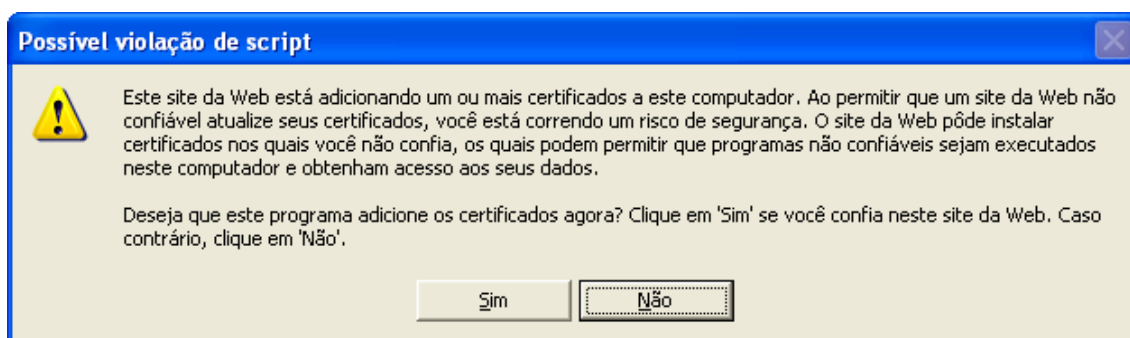 Possível violação de script
Este site da Web está adicionando um ou mais certificados a este computador. Ao permitir que um site da Web não
confiável atualize seus certificados, você está correndo um risco de segurança. O site da Web pôde instalar
certificados nos quais você não confia, os quais podem permitir que programas não confiáveis sejam executados
neste computador e obtenham acesso aos seus dados.
Deseja que este programa adicione os certificados agora? Clique em 'Sim' se você confia neste site da Web. Caso
contrário, clique em 'Não'.
Sim Não